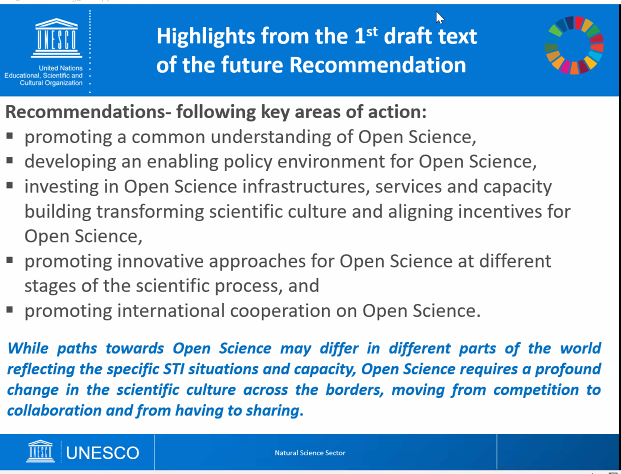 UNESCO
United Nations
Educational, Scientific and
Cultural Organization
Highlights from the 1st draft text
of the future Recommendation
Recommendations- following key areas of action:
▪ promoting a common understanding of Open Science,
▪ developing an enabling policy environment for Open Science,
▪ investing in Open Science infrastructures, services and capacity
building transforming scientific culture and aligning incentives for
Open Science,
▪ promoting innovative approaches for Open Science at different
stages of the scientific process, and
▪ promoting international cooperation on Open Science.
While paths towards Open Science may differ in different parts of the world
reflecting the specific STI situations and capacity, Open Science requires a profound
change in the scientific culture across the borders, moving from competition to
collaboration and from having to sharing.
UNESCO
Natural Science Sector